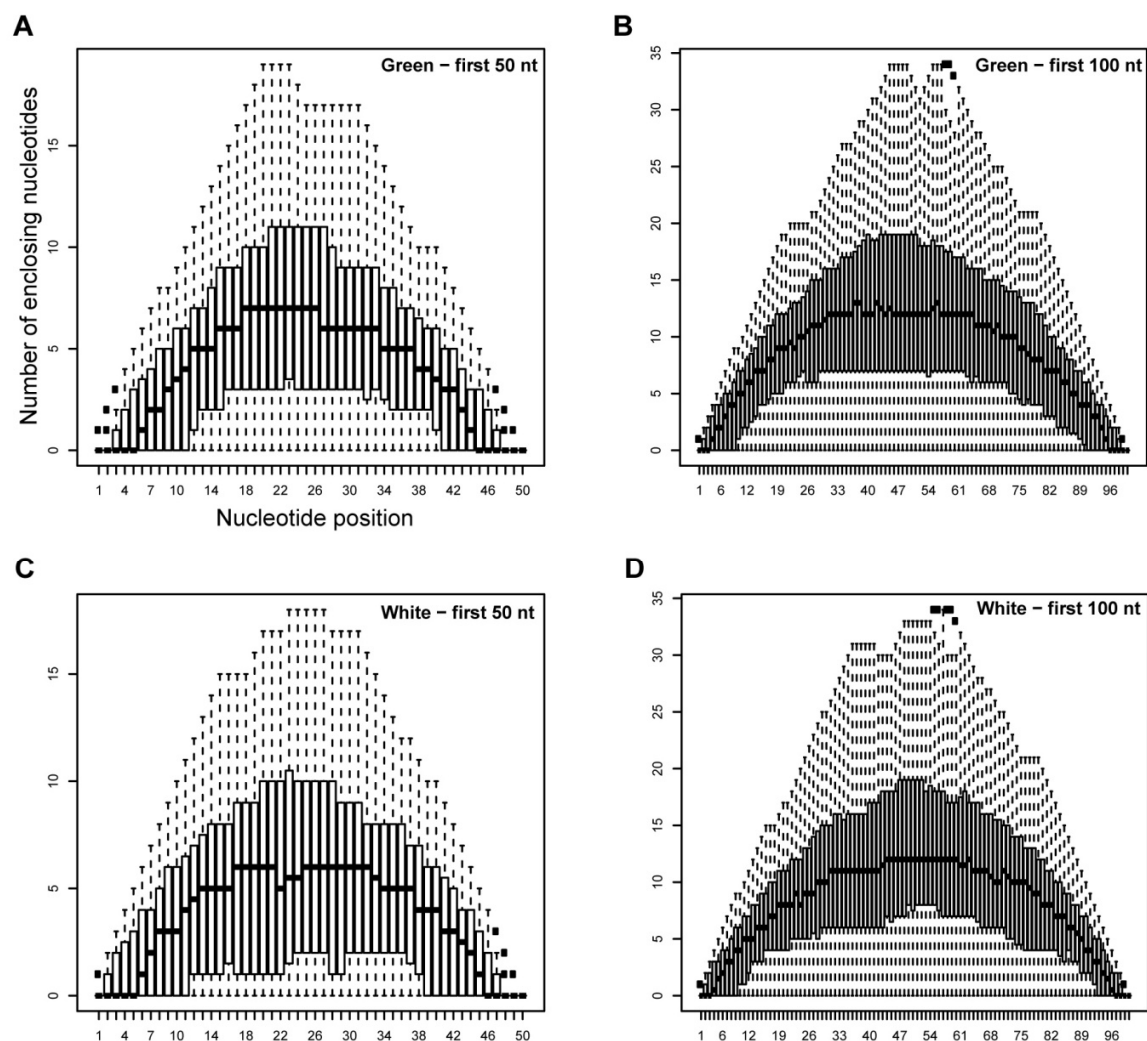 A
Green − first 50 nt
Number of enclosing nucleotides
15
10
5
0
1 4 7 10 14 18 22 26 30 34 38 42 46 50
Nucleotide position
B
Green − first 100 nt
35
30
25
20
15
10
5
0
1 6 12 19 26 33 40 47 54 61 68 75 82 89 96
C
White − first 50 nt
15
10
5
0
1 4 7 10 14 18 22 26 30 34 38 42 46 50
D
White − first 100 nt
35
30
25
20
15
10
5
0
1 6 12 19 26 33 40 47 54 61 68 75 82 89 96